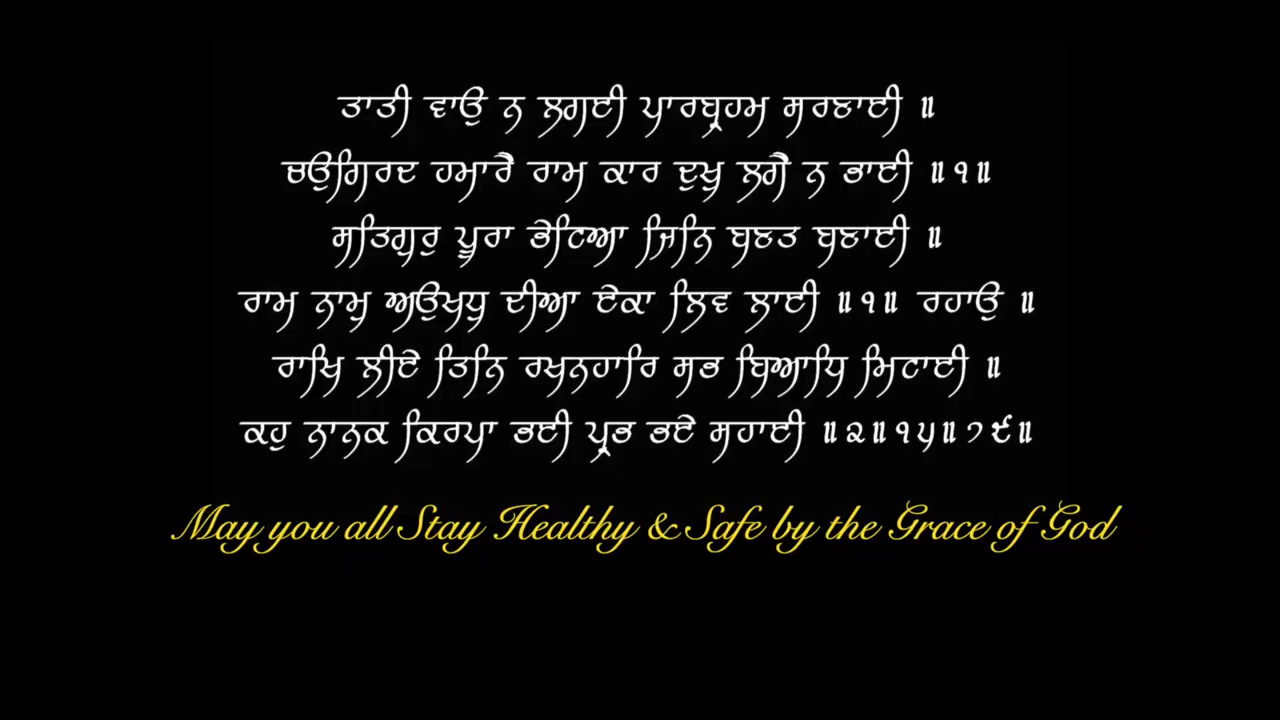 ਤਾਤੀ ਵਾਉ ਨ ਲਗਈ ਪਾਰਬ੍ਰਹਮ ਸਰਣਾਈ ॥
ਚਉਗਿਰਦ ਹਮਾਰੈ ਰਾਮ ਕਾਰ ਦੁਖੁ ਲਗੈ ਨ ਭਾਈ ॥੧॥
ਸਤਿਗੁਰੁ ਪੂਰਾ ਭੇਟਿਆ ਜਿਨਿ ਬਣਤ ਬਣਾਈ ॥
ਰਾਮ ਨਾਮੁ ਅਉਖਧੁ ਦੀਆ ਏਕਾ ਲਿਵ ਲਾਈ ॥੧॥ ਰਹਾਉ ॥
ਰਾਖਿ ਲੀਏ ਤਿਨਿ ਰਖਨਹਾਰਿ ਸਭ ਬਿਆਧਿ ਮਿਟਾਈ ॥
ਕਹੁ ਨਾਨਕ ਕਿਰਪਾ ਭਈ ਪ੍ਰਭ ਭਏ ਸਹਾਈ ॥੨॥੧੫॥੭੯॥
May you all Stay Healthy & Safe by the Grace of God